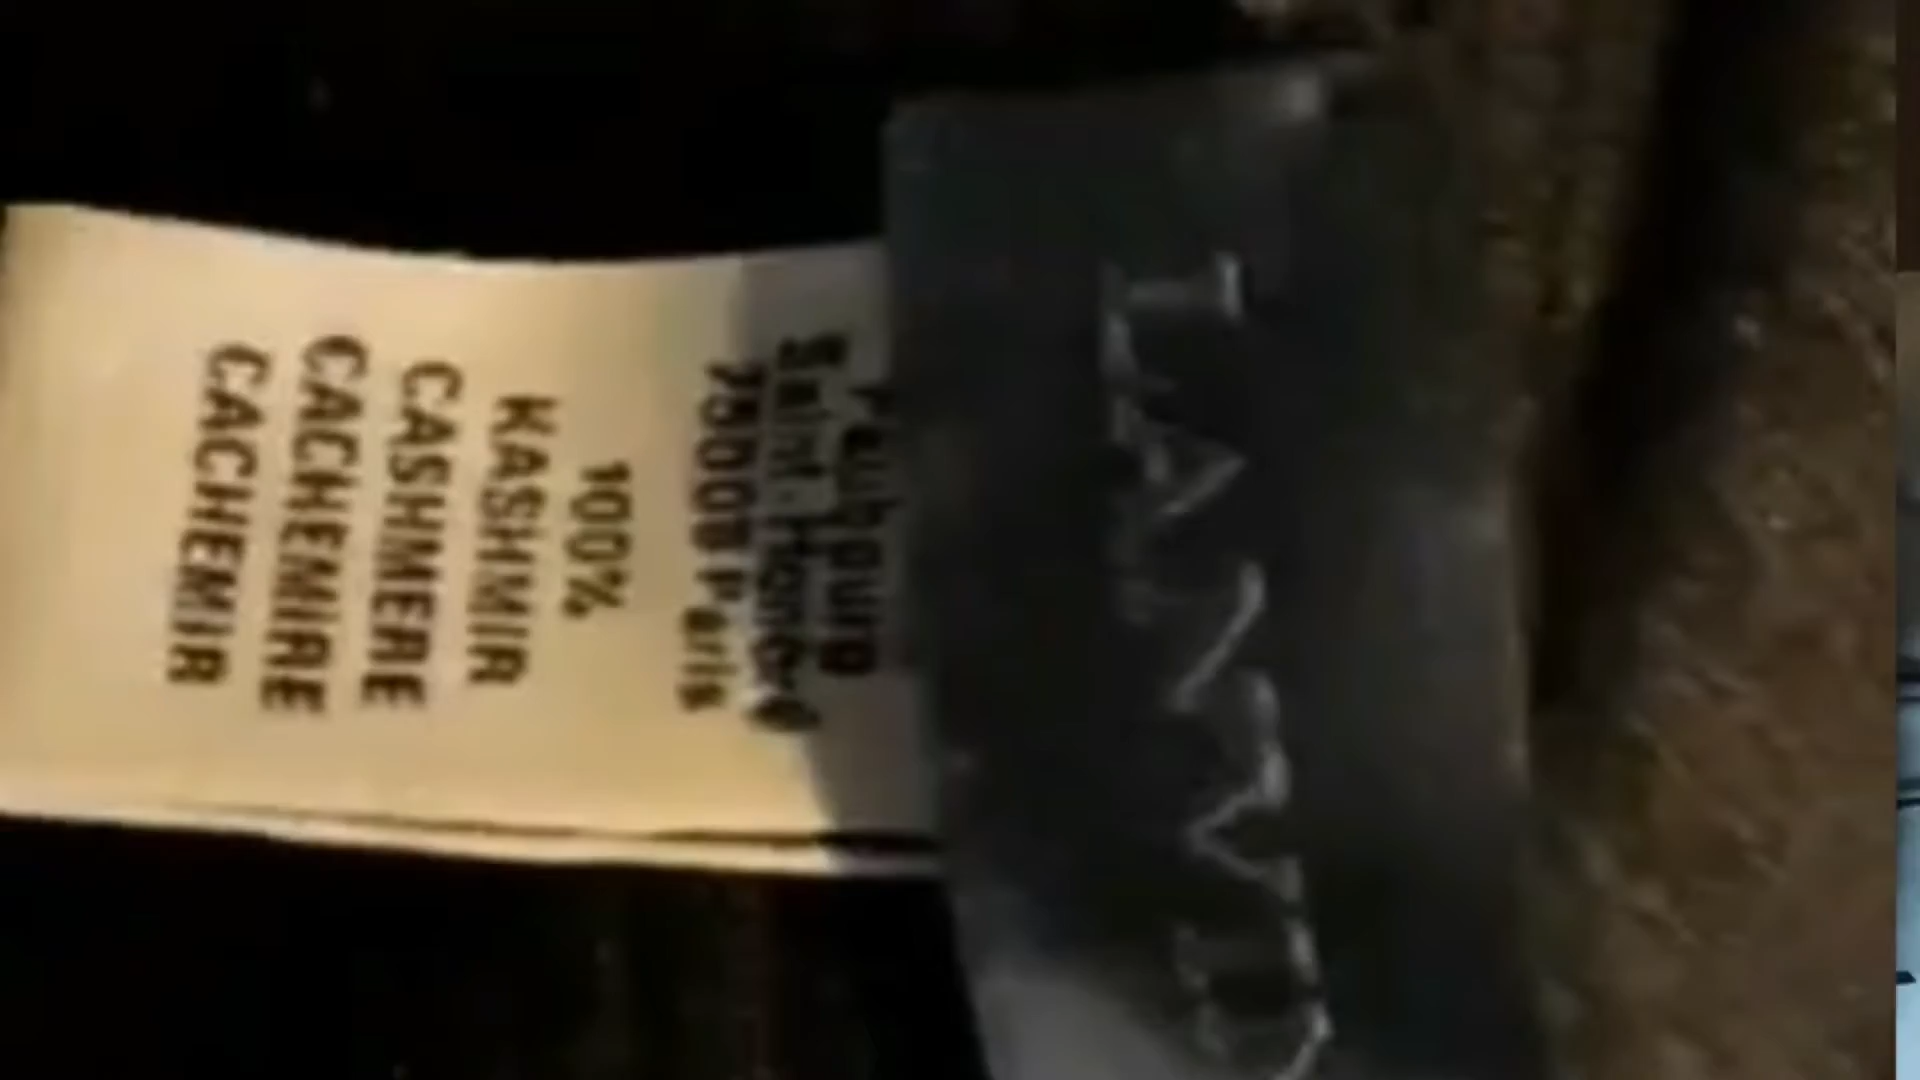 Faubourg
Saint.Honoré
75008 Paris
100%
KASHMIR
CASHMERE
CACHEMIRE
CACHEMIR